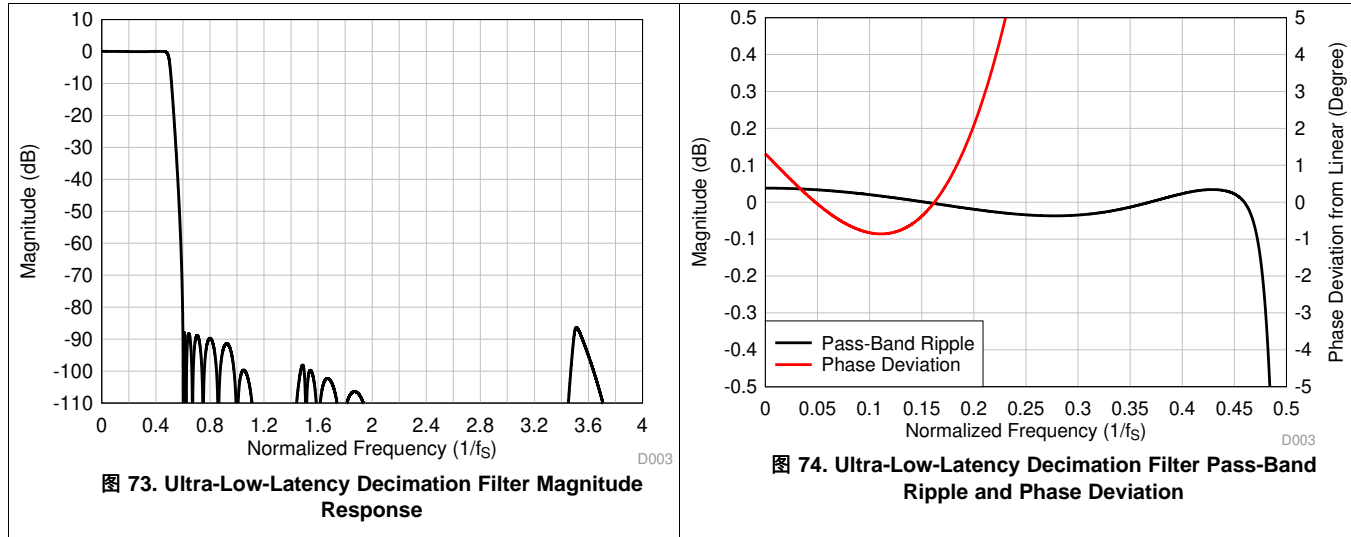 10
0
-10
-20
-30
-40
-50
-60
-70
-80
-90
-100
-110
Magnitude (dB)
0 0.4 0.8 1.2 1.6 2 2.4 2.8 3.2 3.6 4
Normalized Frequency (1/fS)
D003
图 73. Ultra-Low-Latency Decimation Filter Magnitude
Response
0.5
0.4
0.3
0.2
0.1
0
-0.1
-0.2
-0.3
-0.4
-0.5
Magnitude (dB)
5
4
3
2
1
0
-1
-2
-3
-4
-5
Phase Deviation from Linear (Degree)
Pass-Band Ripple
Phase Deviation
0 0.05 0.1 0.15 0.2 0.25 0.3 0.35 0.4 0.45 0.5
Normalized Frequency (1/fS)
D003
图 74. Ultra-Low-Latency Decimation Filter Pass-Band
Ripple and Phase Deviation